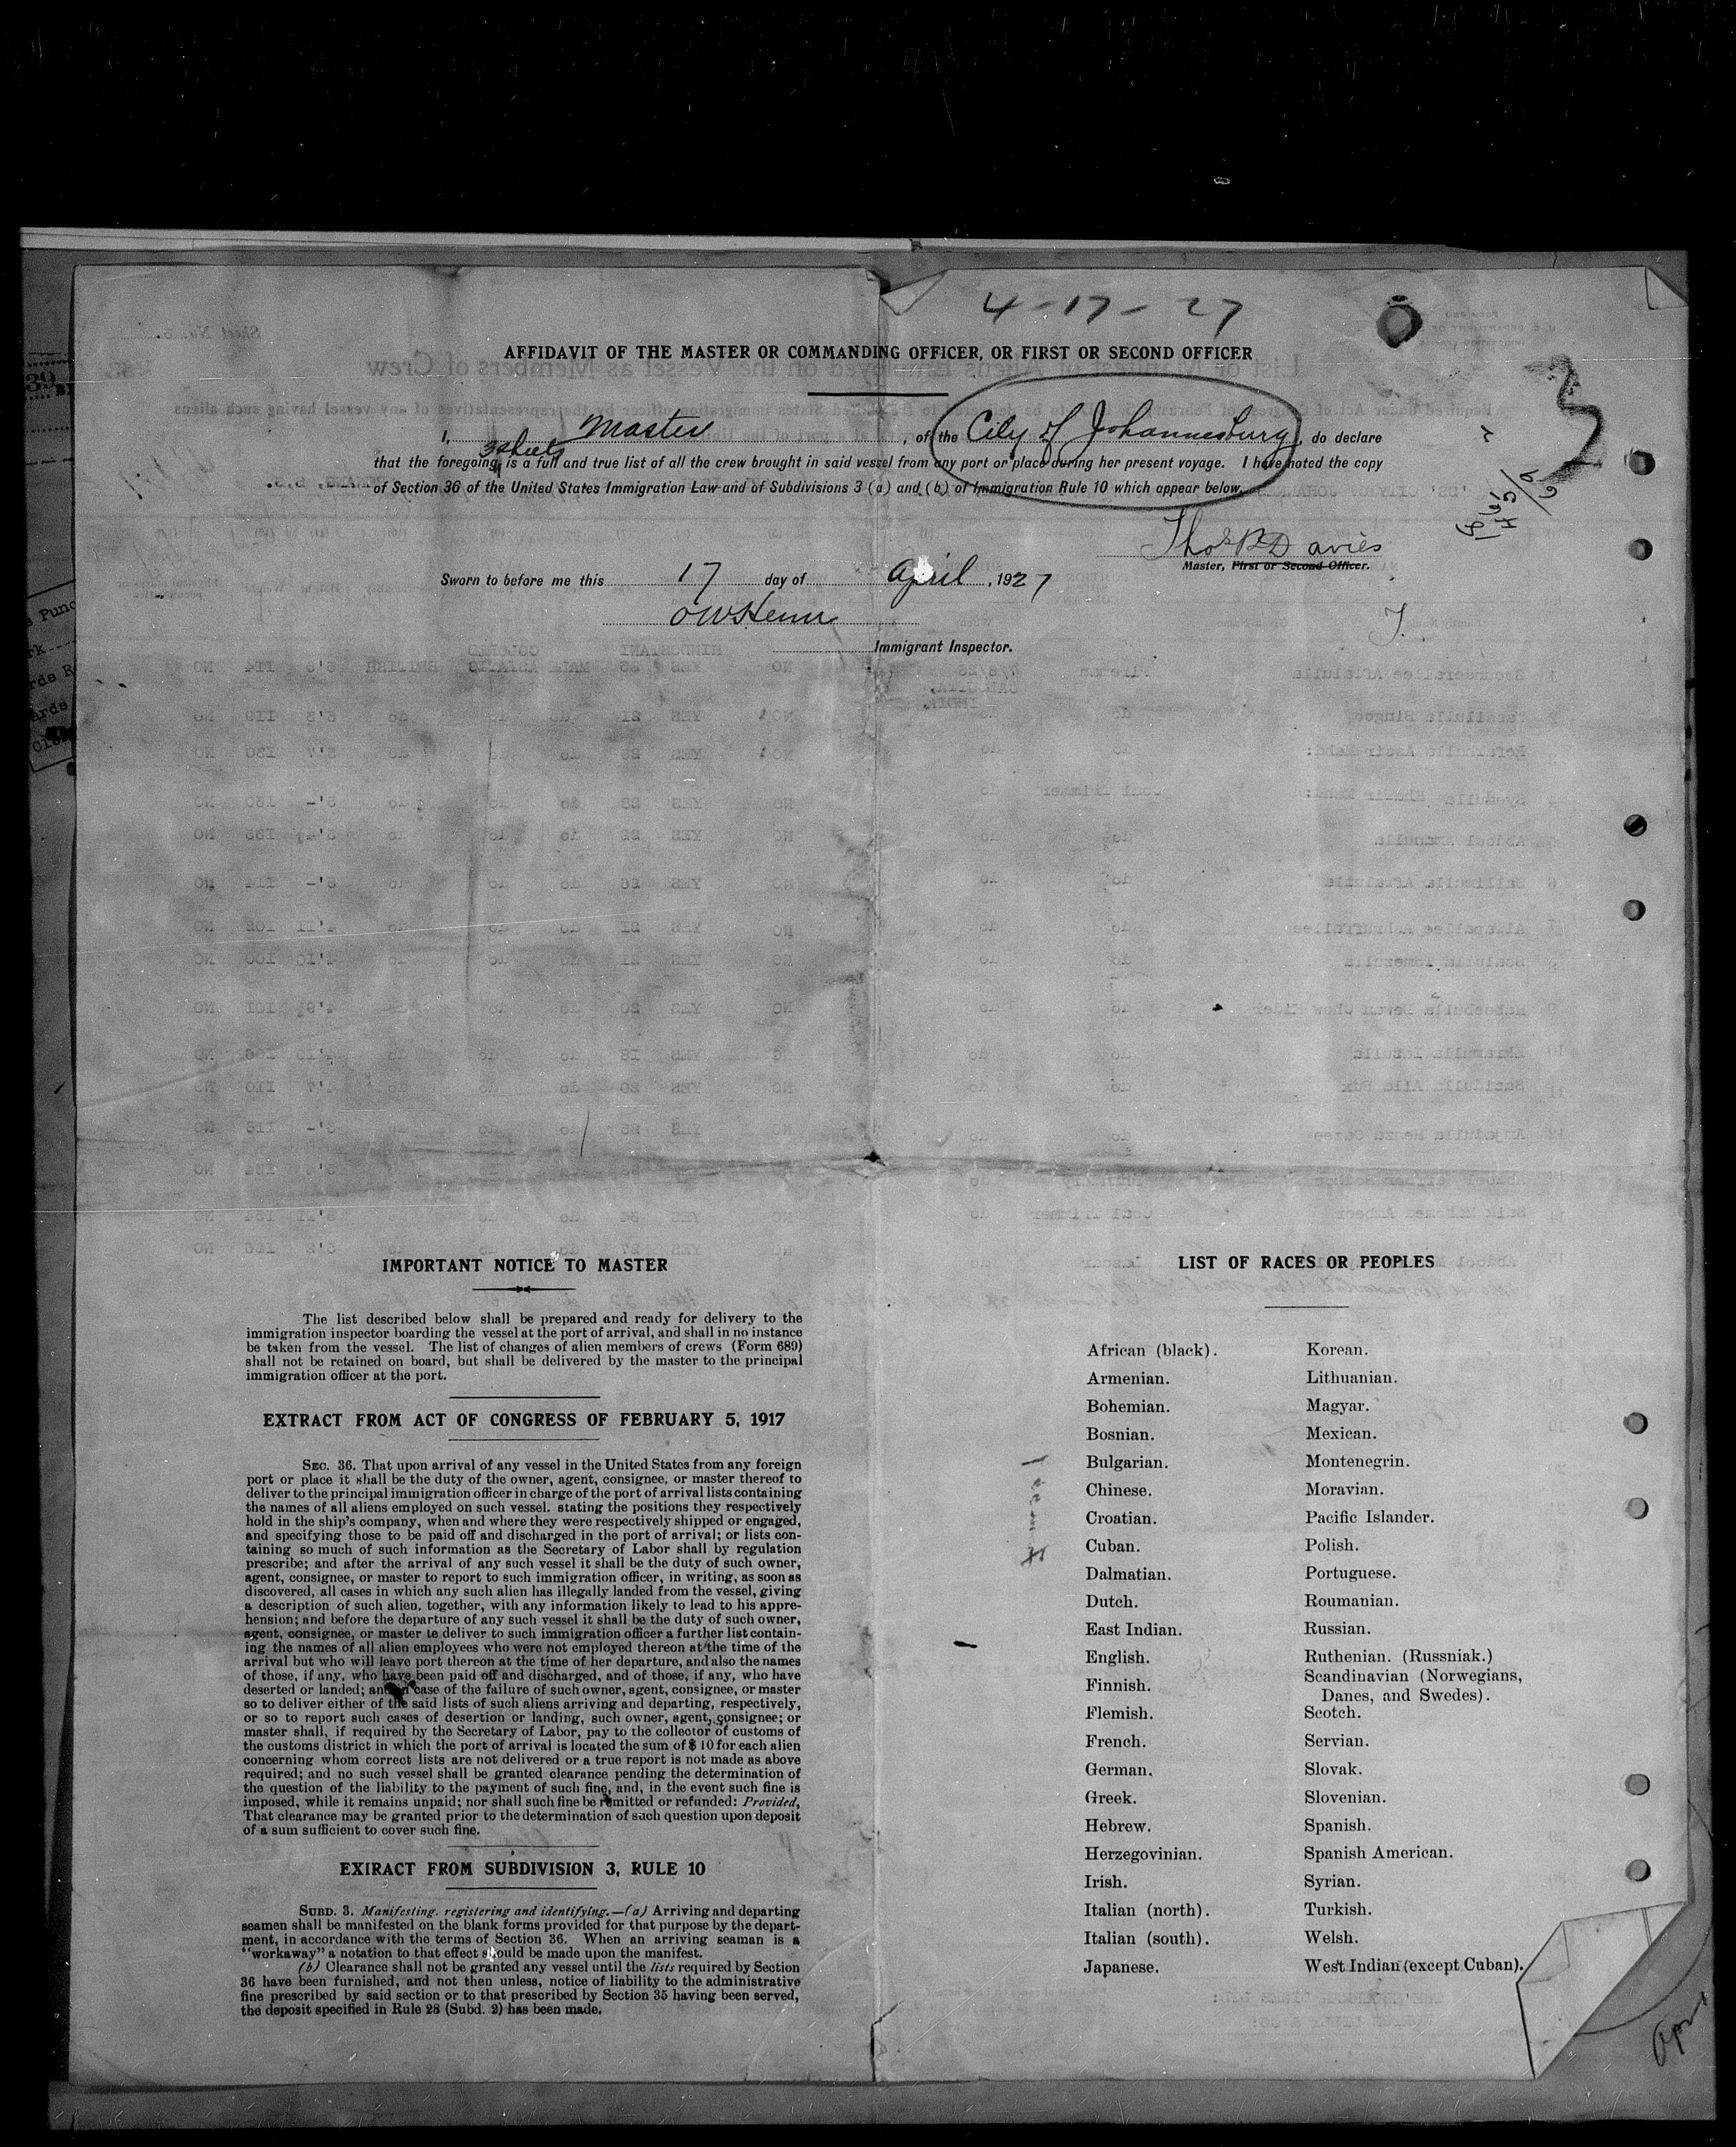 4-17-27
AFFIDAVIT OF THE MASTER OR COMMANDING OFFICER, OR FIRST OR SECOND OFFICER
I, Master, of the City of Johannesburg, do declare
3 sheets
that the foregoing is a full and true list of all the crew brought in said vessel from any port or place during her present voyage. I have noted the copy
of Section 36 of the United States Immigration Law and of Subdivisions 3 (a) and (b) of Immigration Rule 10 which appear below.
Thos B Davies
Master, First or Second Officer.
Sworn to before me this 17 day of April, 1927
Immigrant Inspector.
IMPORTANT NOTICE TO MASTER
The list described below shall be prepared and ready for delivery to the
immigration inspector boarding the vessel at the port of arrival, and shall in no instance
be taken from the vessel. The list of changes of alien members of crews (Form 689)
shall not be retained on board, but shall be delivered by the master to the principal
immigration officer at the port.
EXTRACT FROM ACT OF CONGRESS OF FEBRUARY 5, 1917
SEC. 36. That upon arrival of any vessel in the United States from any foreign
port or place it shall be the duty of the owner, agent, consignee, or master thereof to
deliver to the principal immigration officer in charge of the port of arrival lists containing
the names of all aliens employed on such vessel. stating the positions they respectively
hold in the ship's company, when and where they were respectively shipped or engaged,
and specifying those to be paid off and discharged in the port of arrival; or lists con-
taining so much of such information as the Secretary of Labor shall by regulation
prescribe; and after the arrival of any such vessel it shall be the duty of such owner,
agent, consignee, or master to report to such immigration officer, in writing, as soon as
discovered, all cases in which any such alien has illegally landed from the vessel, giving
a description of such alien. together, with any information likely to lead to his appre-
hension; and before the departure of any such vessel it shall be the duty of such owner,
agent, consignee, or master te deliver to such immigration officer a further list contain-
ing the names of all alien employees who were not employed thereon at the time of the
arrival but who will leave port thereon at the time of her departure, and also the names
of those, if any, who have been paid off and discharged, and of those, if any, who have
deserted or landed; and in case of the failure of such owner, agent, consignee, or master
so to deliver either of the said lists of such aliens arriving and departing, respectively,
or so to report such cases of desertion or landing, such owner, agent, consignee; or
master shall, if required by the Secretary of Labor, pay to the collector of customs of
the customs district in which the port of arrival is located the sum of $ 10 for each alien
concerning whom correct lists are not delivered or a true report is not made as above
required; and no such vessel shall be granted clearance pending the determination of
the question of the liability to the payment of such fine, and, in the event such fine is
imposed, while it remains unpaid; nor shall such fine be remitted or refunded: Provided,
That clearance may be granted prior to the determination of such question upon deposit
of a sum sufficient to cover such fine.
EXIRACT FROM SUBDIVISION 3, RULE 10
SUBD. 3. Manifesting. registering and identifying.—(a) Arriving and departing
seamen shall be manifested on the blank forms provided for that purpose by the depart-
ment, in accordance with the terms of Section 36. When an arriving seaman is a
"workaway" a notation to that effect should be made upon the manifest.
(b) Clearance shall not be granted any vessel until the lists required by Section
36 have been furnished, and not then unless, notice of liability to the administrative
fine prescribed by said section or to that prescribed by Section 35 having been served,
the deposit specified in Rule 28 (Subd. 2) has been made.
LIST OF RACES OR PEOPLES
African (black).
Armenian.
Bohemian.
Bosnian.
Bulgarian.
Chinese.
Croatian.
Cuban.
Dalmatian.
Dutch.
East Indian.
English.
Finnish.
Flemish.
French.
German.
Greek.
Hebrew.
Herzegovinian.
Irish.
Italian (north).
Italian (south).
Japanese.
Korean.
Lithuanian.
Magyar.
Mexican.
Montenegrin.
Moravian.
Pacific Islander.
Polish.
Portuguese.
Roumanian.
Russian.
Ruthenian. (Russniak.)
Scandinavian (Norwegians,
Danes, and Swedes).
Scotch.
Servian.
Slovak.
Slovenian.
Spanish.
Spanish American.
Syrian.
Turkish.
Welsh.
West Indian (except Cuban).